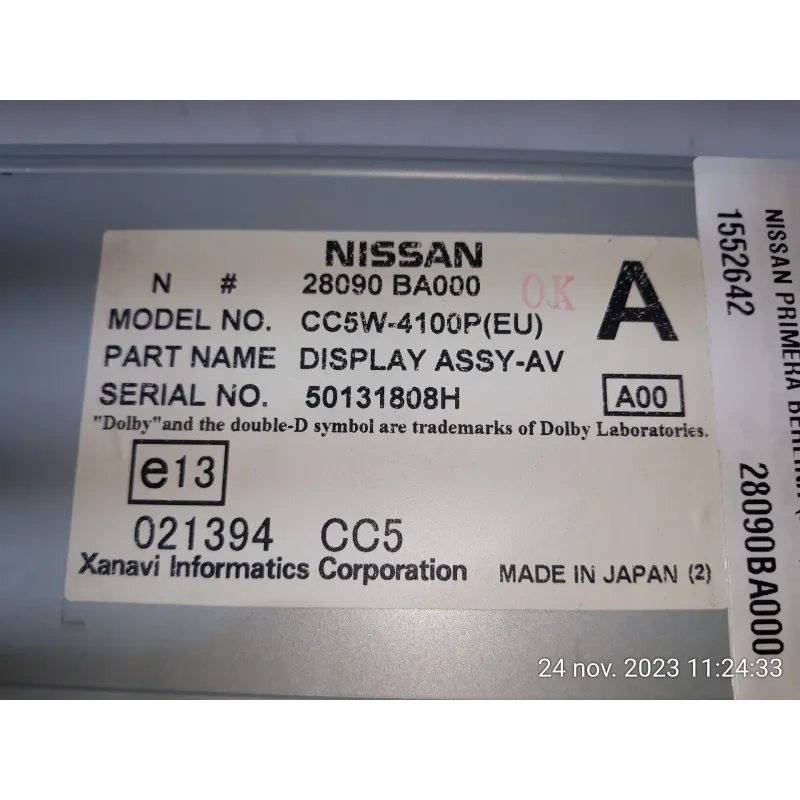 NISSAN
N # 28090 BA000
OK
A
MODEL NO. CC5W-4100P(EU)
PART NAME DISPLAY ASSY-AV
SERIAL NO. 50131808H
A00
"Dolby"and the double-D symbol are trademarks of Dolby Laboratories.
e13
021394 CC5
Xanavi Informatics Corporation MADE IN JAPAN (2)
NISSAN PRIMERA BERLINA (
1552642
28090BA000
24 nov. 2023 11:24:33